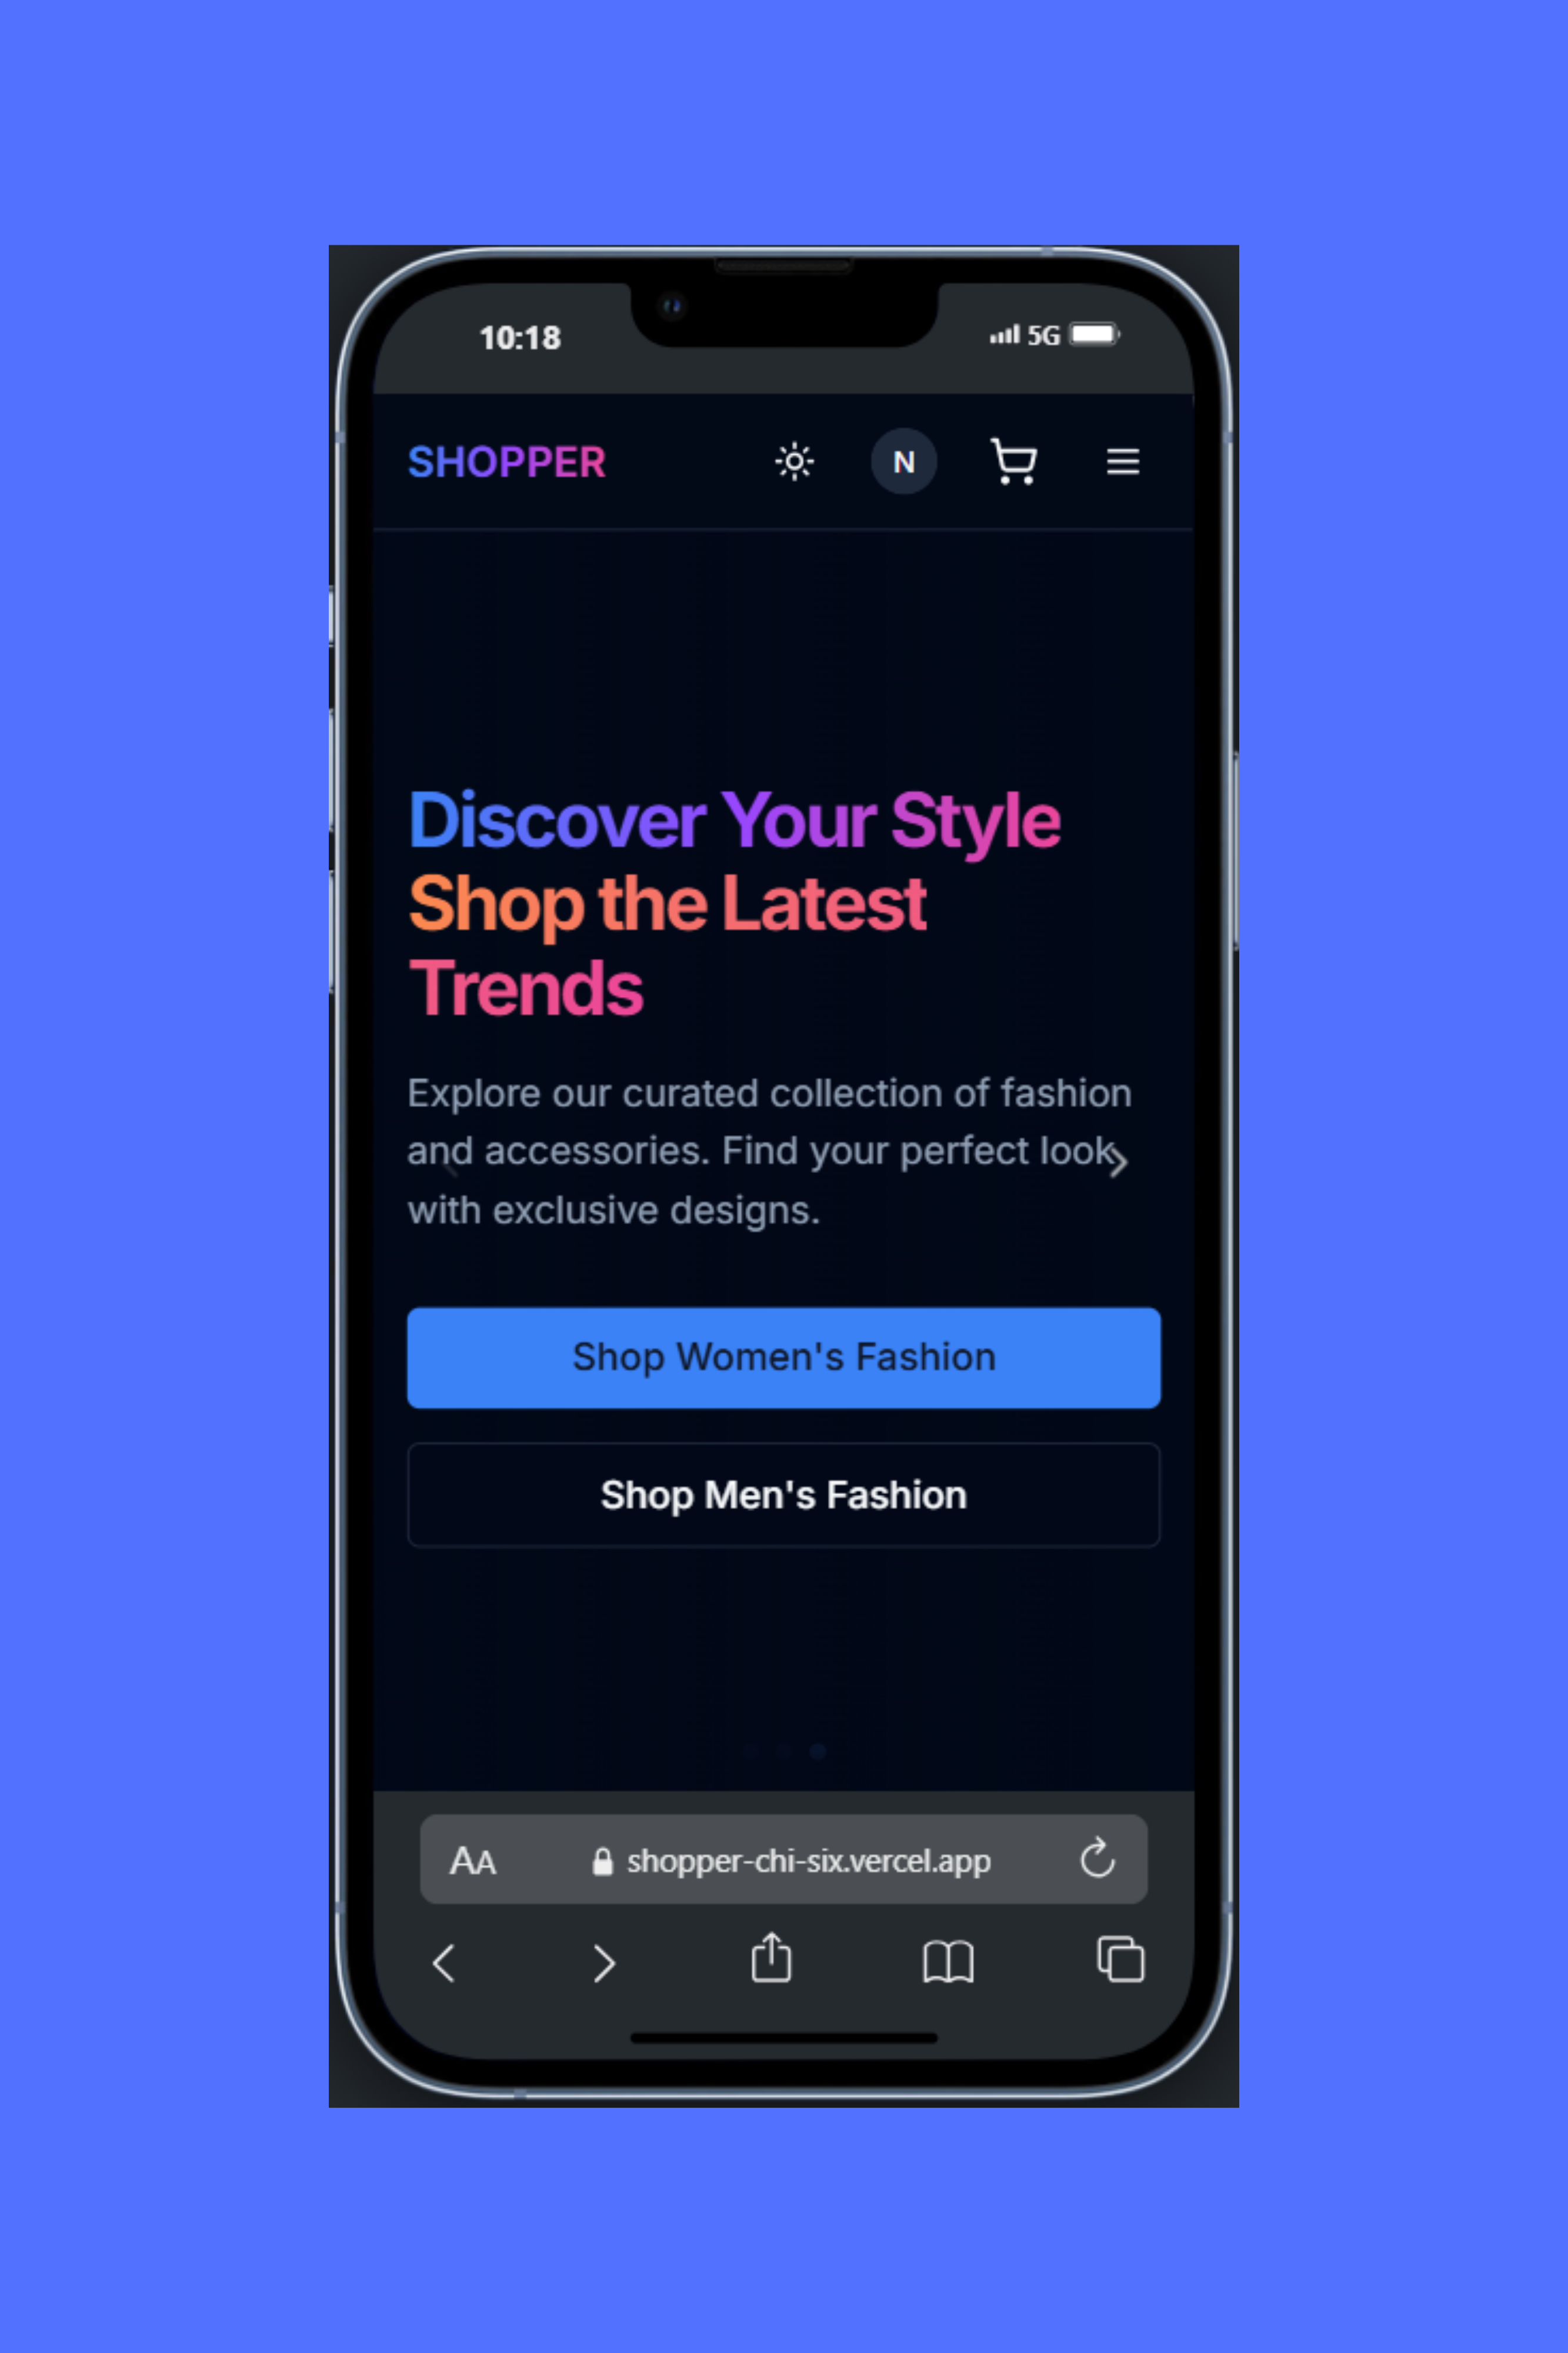 10:18
5G
SHOPPER
N
Discover Your Style
Shop the Latest
Trends
Explore our curated collection of fashion
and accessories. Find your perfect look
with exclusive designs.
Shop Women's Fashion
Shop Men's Fashion
AA
shopper-chi-six.vercel.app